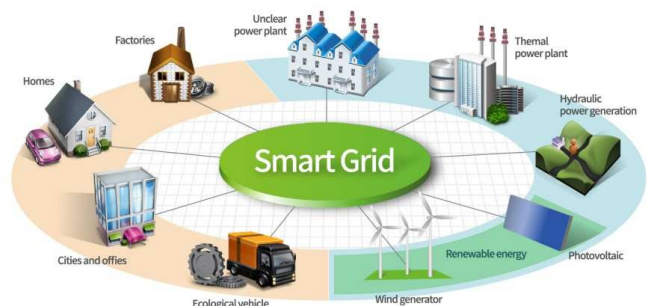 Unclear
power plant
Factories
Themal
power plant
Homes
Hydraulic
power generation
Smart Grid
Cities and offies
Renewable energy
Photovoltaic
Ecological vehicle
Wind generator